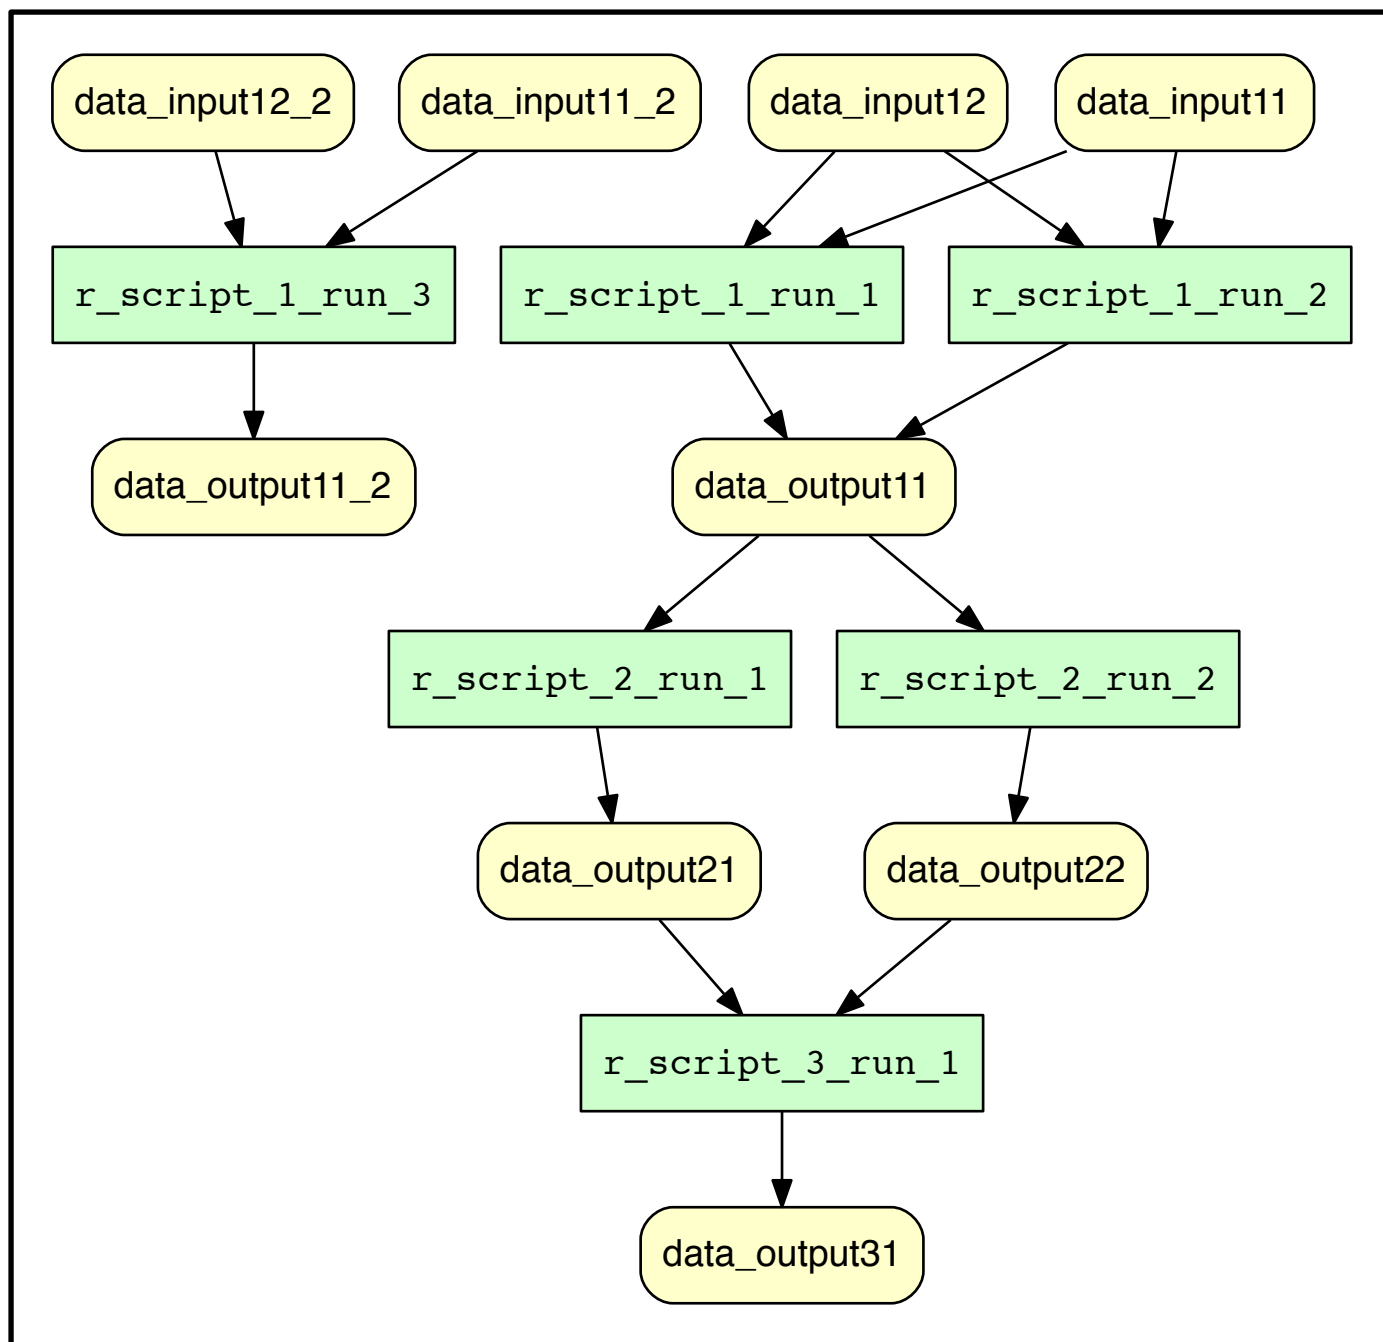 data_input12_2
data_input11_2
data_input12
data_input11
r_script_1_run_3
r_script_1_run_1
r_script_1_run_2
data_output11_2
data_output11
r_script_2_run_1
r_script_2_run_2
data_output21
data_output22
r_script_3_run_1
data_output31